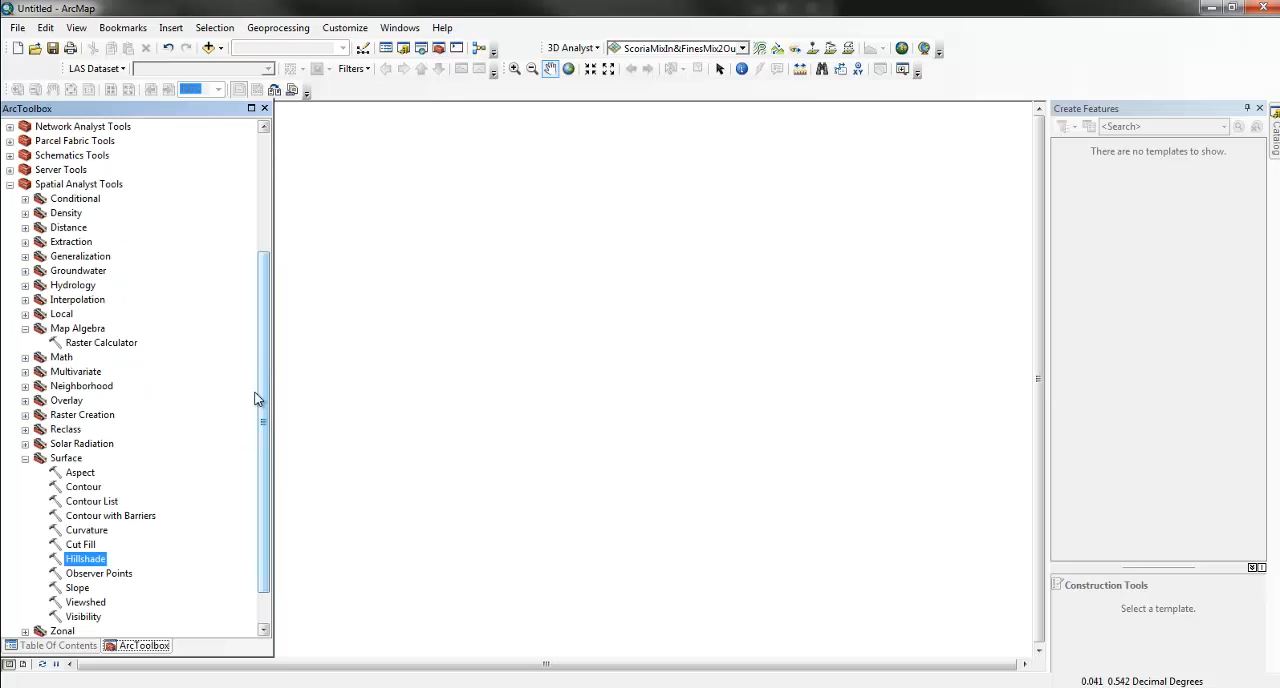 Untitled - ArcMap
File Edit View Bookmarks Insert Selection Geoprocessing Customize Windows Help
3D Analyst ScoriaMixIn&FinesMix2Ou
LAS Dataset Filters
ArcToolbox
Create Features
Network Analyst Tools
<Search>
Catalog
Parcel Fabric Tools
There are no templates to show.
Schematics Tools
Server Tools
Spatial Analyst Tools
Conditional
Density
Distance
Extraction
Generalization
Groundwater
Hydrology
Interpolation
Local
Map Algebra
Raster Calculator
Math
Multivariate
Neighborhood
Overlay
Raster Creation
Reclass
Solar Radiation
Surface
Aspect
Contour
Contour List
Contour with Barriers
Curvature
Cut Fill
Hillshade
Observer Points
Slope
Viewshed
Visibility
Zonal
Construction Tools
Select a template.
Table Of Contents ArcToolbox
0.041 0.542 Decimal Degrees